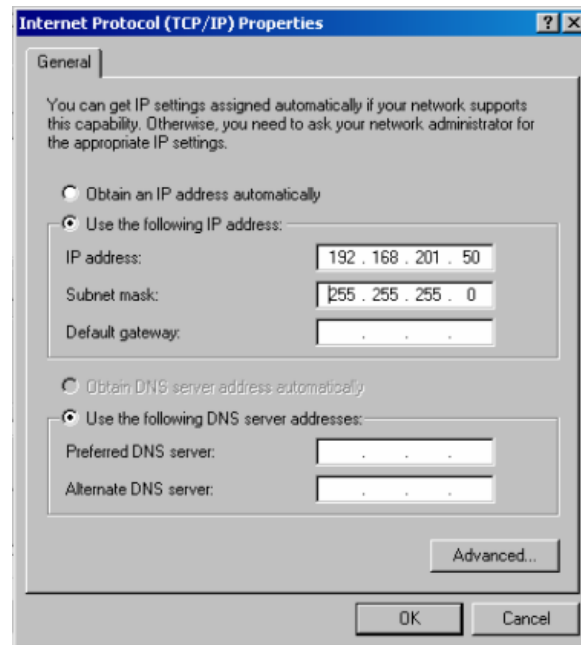 Internet Protocol (TCP/IP) Properties
General
You can get IP settings assigned automatically if your network supports
this capability. Otherwise, you need to ask your network administrator for
the appropriate IP settings.
Obtain an IP address automatically
Use the following IP address:
IP address: 192 . 168 . 201 . 50
Subnet mask: 255 . 255 . 255 . 0
Default gateway: . . .
Obtain DNS server address automatically
Use the following DNS server addresses:
Preferred DNS server: . . .
Alternate DNS server: . . .
Advanced...
OK Cancel